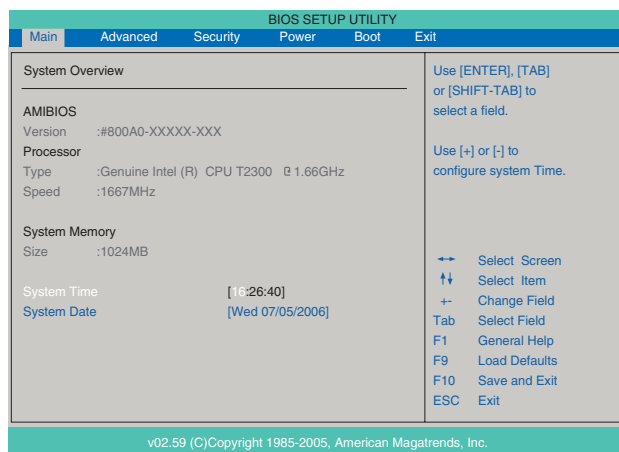 BIOS SETUP UTILITY
Main Advanced Security Power Boot Exit
System Overview
AMIBIOS
Version :#800A0-XXXXX-XXX
Processor
Type :Genuine Intel (R) CPU T2300 @ 1.66GHz
Speed :1667MHz
System Memory
Size :1024MB
System Time [16:26:40]
System Date [Wed 07/05/2006]
Use [ENTER], [TAB]
or [SHIFT-TAB] to
select a field.
Use [+] or [-] to
configure system Time.
↔ Select Screen
↑↓ Select Item
+- Change Field
Tab Select Field
F1 General Help
F9 Load Defaults
F10 Save and Exit
ESC Exit
v02.59 (C)Copyright 1985-2005, American Magatrends, Inc.